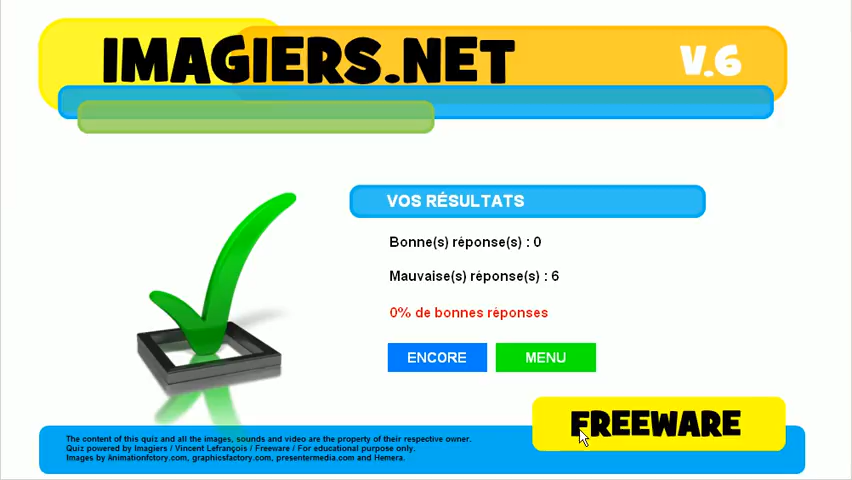 IMAGIERS.NET
V.6
VOS RÉSULTATS
Bonne(s) réponse(s) : 0
Mauvaise(s) réponse(s) : 6
0% de bonnes réponses
ENCORE
MENU
FREEWARE
The content of this quiz and all the images, sounds and video are the property of their respective owner.
Quiz powered by Imagiers / Vincent Lefrançois / Freeware / For educational purpose only.
Images by Animationfctory.com, graphicsfactory.com, presentermedia.com and Hemera.